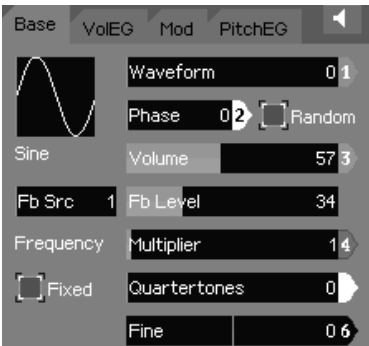 Base VolEG Mod PitchEG
Waveform 0 1
Phase 0 2 Random
Sine Volume 57 3
Fb Src 1 Fb Level 34
Frequency Multiplier 1 4
Fixed Quartertones 0
Fine 0 6